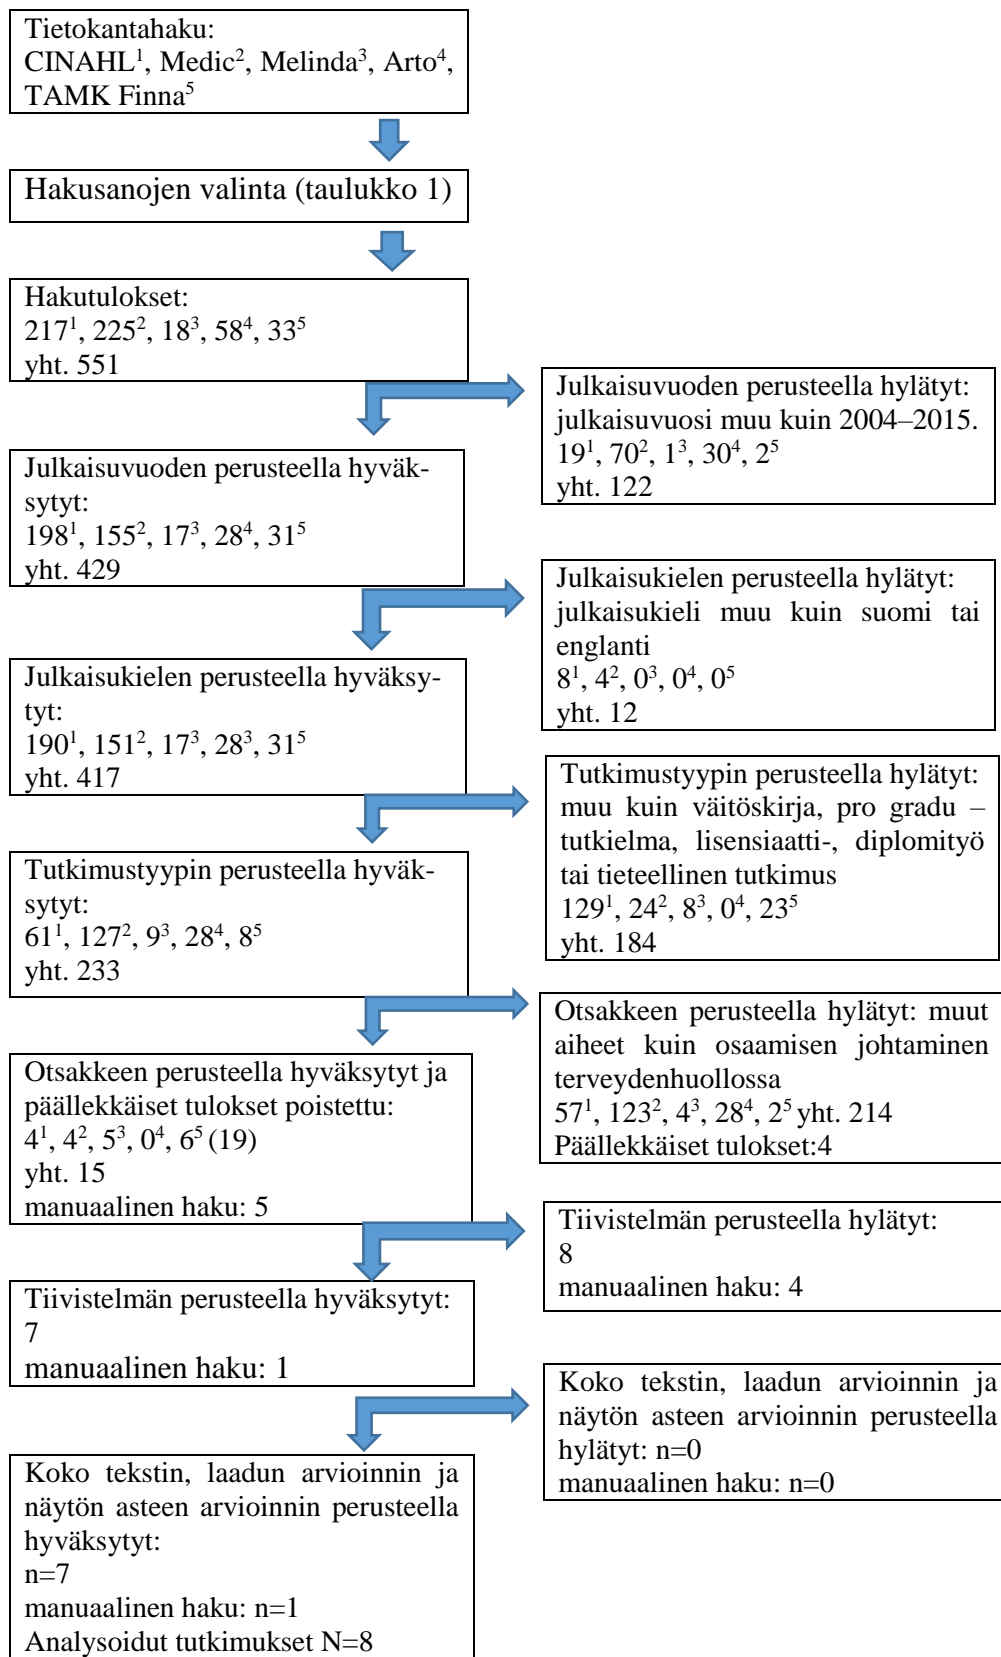 Tietokantahaku:
CINAHL¹, Medic², Melinda³, Arto⁴,
TAMK Finna⁵
Hakusanojen valinta (taulukko 1)
Hakutulokset:
217¹, 225², 18³, 58⁴, 33⁵
yht. 551
Julkaisuvuoden perusteella hylätyt:
julkaisuvuosi muu kuin 2004–2015.
19¹, 70², 1³, 30⁴, 2⁵
yht. 122
Julkaisuvuoden perusteella hyväk-
sytyt:
198¹, 155², 17³, 28⁴, 31⁵
yht. 429
Julkaisukielen perusteella hylätyt:
julkaisukieli muu kuin suomi tai
englanti
8¹, 4², 0³, 0⁴, 0⁵
yht. 12
Julkaisukielen perusteella hyväksy-
tyt:
190¹, 151², 17³, 28³, 31⁵
yht. 417
Tutkimustyypin perusteella hylätyt:
muu kuin väitöskirja, pro gradu –
tutkielma, lisensiaatti-, diplomityö
tai tieteellinen tutkimus
129¹, 24², 8³, 0⁴, 23⁵
yht. 184
Tutkimustyypin perusteella hyväk-
sytyt:
61¹, 127², 9³, 28⁴, 8⁵
yht. 233
Otsakkeen perusteella hylätyt: muut
aiheet kuin osaamisen johtaminen
terveydenhuollossa
57¹, 123², 4³, 28⁴, 2⁵ yht. 214
Päällekkäiset tulokset:4
Otsakkeen perusteella hyväksytyt ja
päällekkäiset tulokset poistettu:
4¹, 4², 5³, 0⁴, 6⁵ (19)
yht. 15
manuaalinen haku: 5
Tiivistelmän perusteella hylätyt:
8
manuaalinen haku: 4
Tiivistelmän perusteella hyväksytyt:
7
manuaalinen haku: 1
Koko tekstin, laadun arvioinnin ja
näytön asteen arvioinnin perusteella
hylätyt: n=0
manuaalinen haku: n=0
Koko tekstin, laadun arvioinnin ja
näytön asteen arvioinnin perusteella
hyväksytyt:
n=7
manuaalinen haku: n=1
Analysoidut tutkimukset N=8